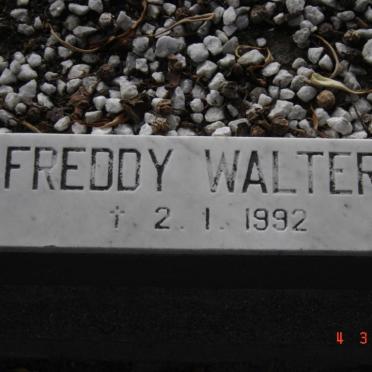 FREDDY WALTER
† 2. 1. 1992
4 3